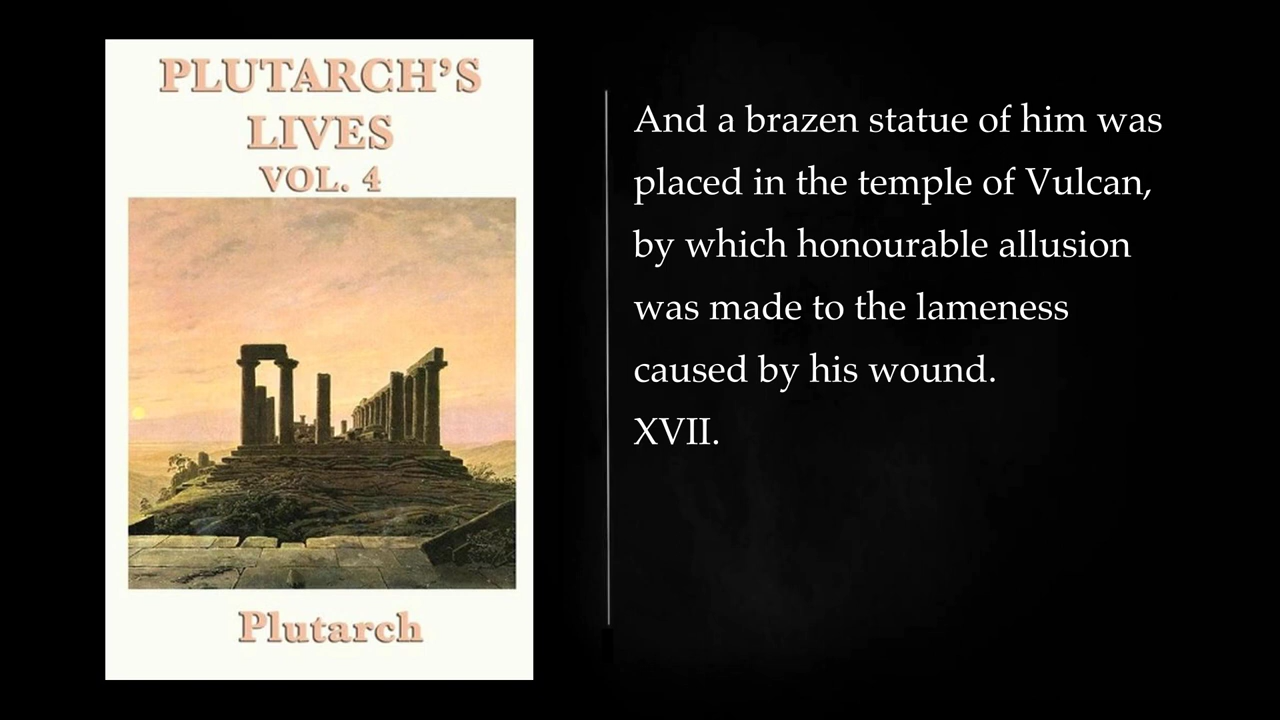 PLUTARCH'S
LIVES
VOL. 4
Plutarch
And a brazen statue of him was
placed in the temple of Vulcan,
by which honourable allusion
was made to the lameness
caused by his wound.
XVII.